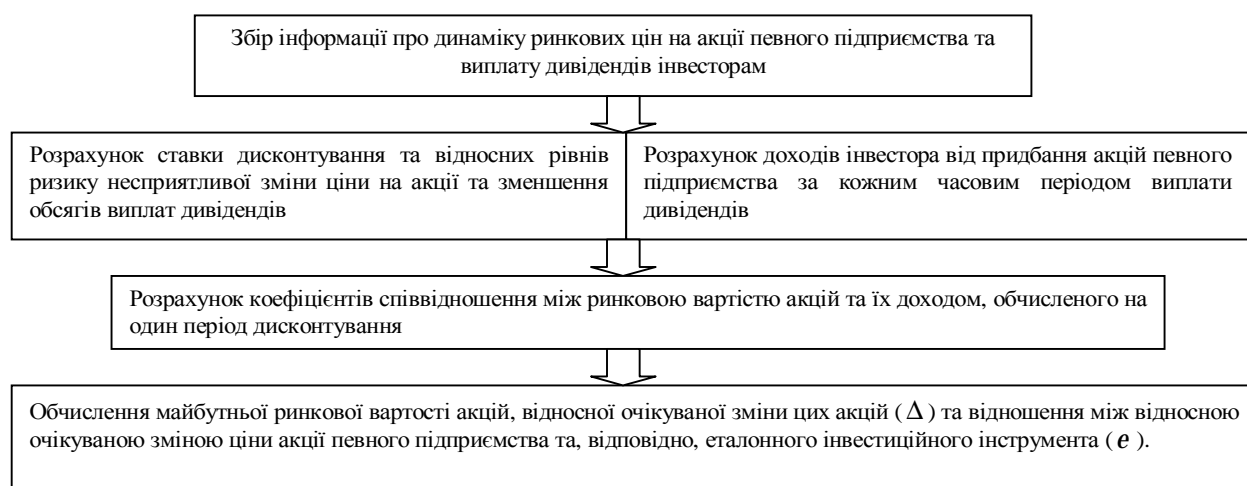 Збір інформації про динаміку ринкових цін на акції певного підприємства та
виплату дивідендів інвесторам
Розрахунок ставки дисконтування та відносних рівнів
ризику несприятливої зміни ціни на акції та зменшення
обсягів виплат дивідендів
Розрахунок доходів інвестора від придбання акцій певного
підприємства за кожним часовим періодом виплати
дивідендів
Розрахунок коефіцієнтів співвідношення між ринковою вартістю акцій та їх доходом, обчисленого на
один період дисконтування
Обчислення майбутньої ринкової вартості акцій, відносної очікуваної зміни цих акцій (Δ) та відношення між відносною
очікуваною зміною ціни акції певного підприємства та, відповідно, еталонного інвестиційного інструмента (e).